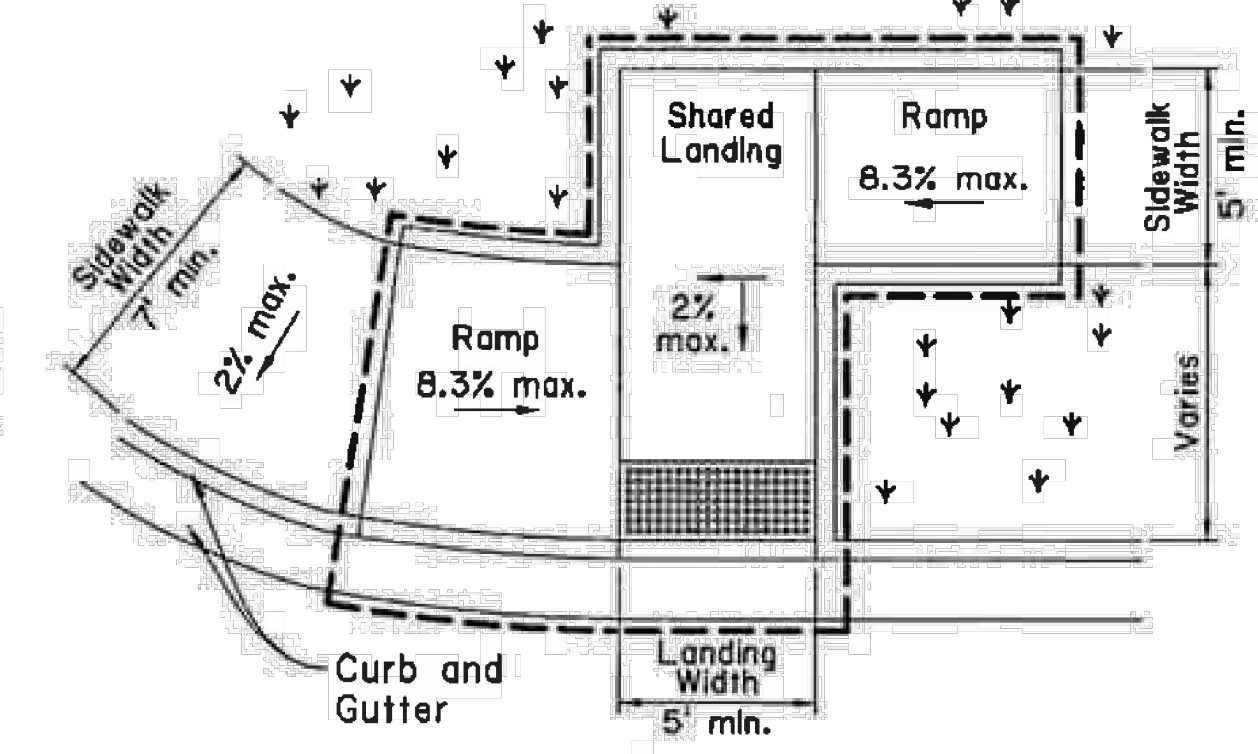 Shared
Landing
Ramp
8.3% max.
Sidewalk
Width
5' min.
Sidewalk
Width
7' min.
2% max.
Ramp
8.3% max.
2%
max.
Varies
Curb and
Gutter
Landing
Width
5' min.